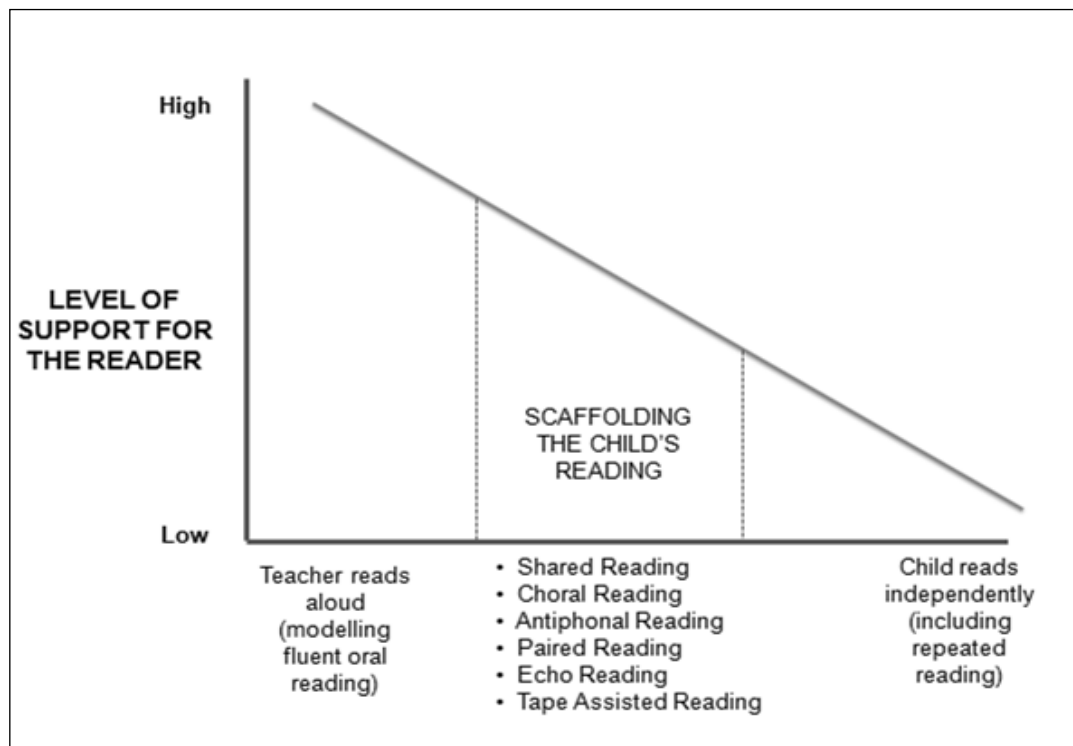 High
LEVEL OF
SUPPORT FOR
THE READER
SCAFFOLDING
THE CHILD'S
READING
Low
Teacher reads
aloud
(modelling
fluent oral
reading)
• Shared Reading
• Choral Reading
• Antiphonal Reading
• Paired Reading
• Echo Reading
• Tape Assisted Reading
Child reads
independently
(including
repeated
reading)